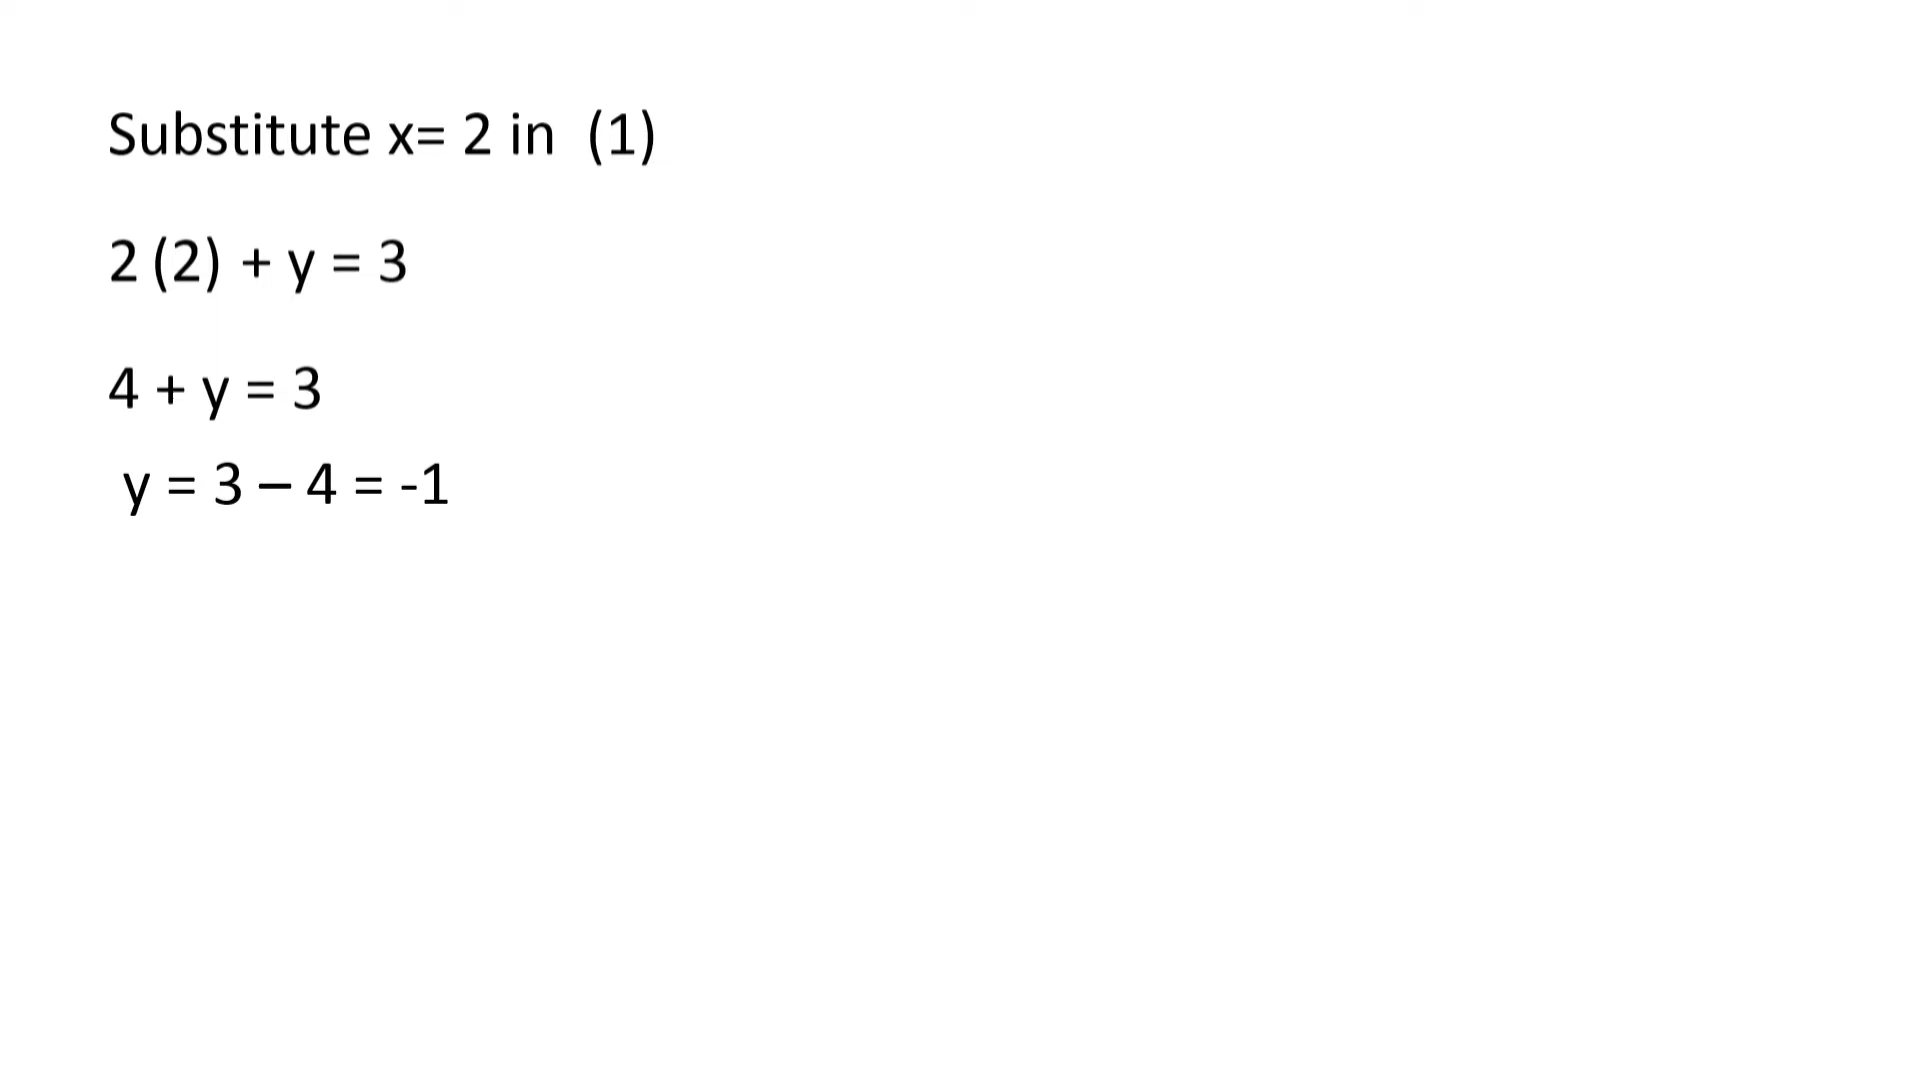 Substitute x= 2 in  (1)
2 (2) + y = 3
4 + y = 3
y = 3 – 4 = -1